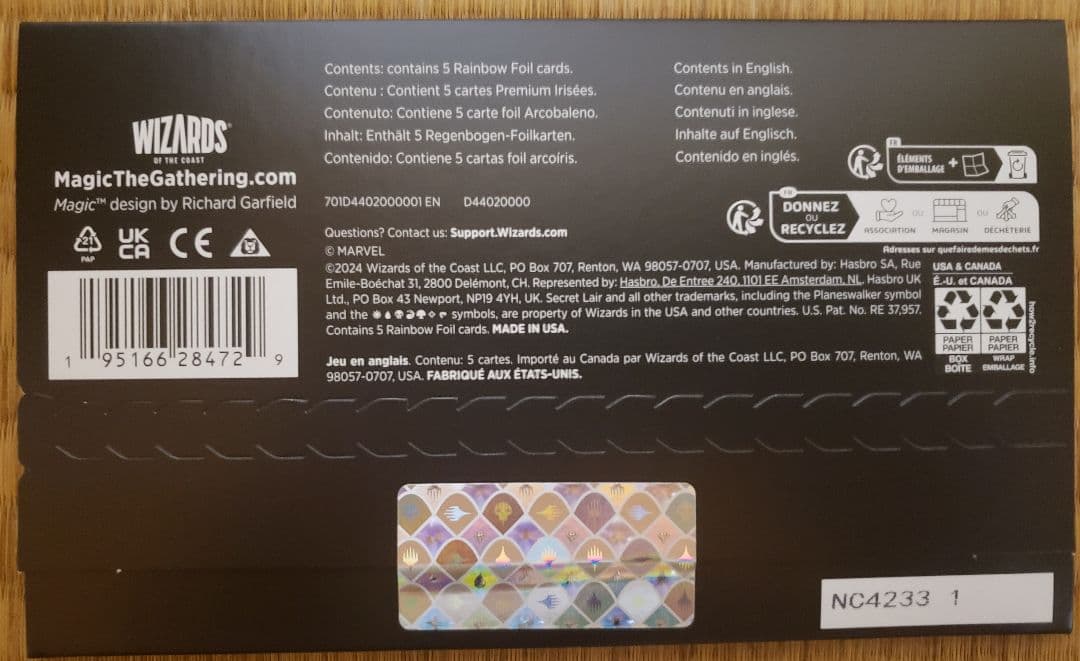 WIZARDS®
OF THE COAST
MagicTheGathering.com
Magic™ design by Richard Garfield
21
PAP
UK
CA
CE
1 95166 28472 9
Contents: contains 5 Rainbow Foil cards.
Contenu : Contient 5 cartes Premium Irisées.
Contenuto: Contiene 5 carte foil Arcobaleno.
Inhalt: Enthält 5 Regenbogen-Foilkarten.
Contenido: Contiene 5 cartas foil arcoíris.
Contents in English.
Contenu en anglais.
Contenuti in inglese.
Inhalte auf Englisch.
Contenido en inglés.
701D4402000001 EN D44020000
Questions? Contact us: Support.Wizards.com
© MARVEL
©2024 Wizards of the Coast LLC, PO Box 707, Renton, WA 98057-0707, USA. Manufactured by: Hasbro SA, Rue
Emile-Boéchat 31, 2800 Delémont, CH. Represented by: Hasbro, De Entree 240, 1101 EE Amsterdam, NL. Hasbro UK
Ltd., PO Box 43 Newport, NP19 4YH, UK. Secret Lair and all other trademarks, including the Planeswalker symbol
and the symbols, are property of Wizards in the USA and other countries. U.S. Pat. No. RE 37,957.
Contains 5 Rainbow Foil cards. MADE IN USA.
Jeu en anglais. Contenu: 5 cartes. Importé au Canada par Wizards of the Coast LLC, PO Box 707, Renton, WA
98057-0707, USA. FABRIQUÉ AUX ÉTATS-UNIS.
FR
ÉLÉMENTS
D'EMBALLAGE +
FR
DONNEZ
OU
RECYCLEZ
ASSOCIATION
OU
MAGASIN
OU
DÉCHÈTERIE
Adresses sur quefairedemesdechets.fr
USA & CANADA
É.-U. et CANADA
PAPER
PAPIER
BOX
BOÎTE
PAPER
PAPIER
WRAP
EMBALLAGE
how2recycle.info
NC4233 1